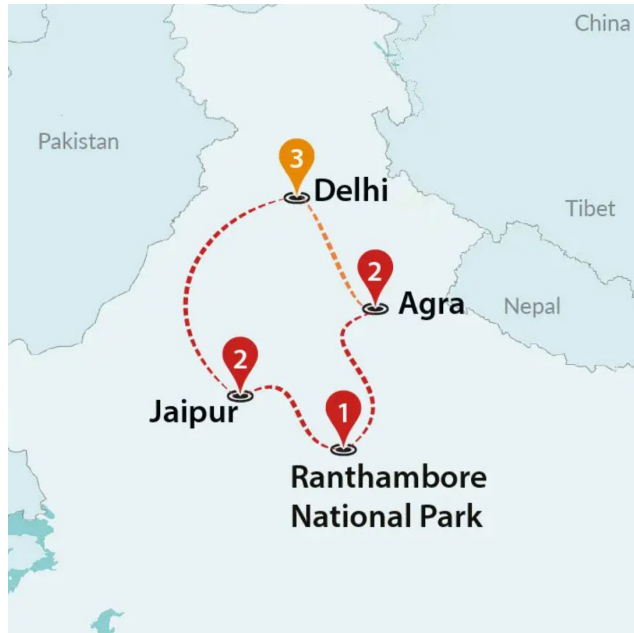 China
Pakistan
3
Delhi
Tibet
2
Agra
Nepal
2
Jaipur
1
Ranthambore
National Park